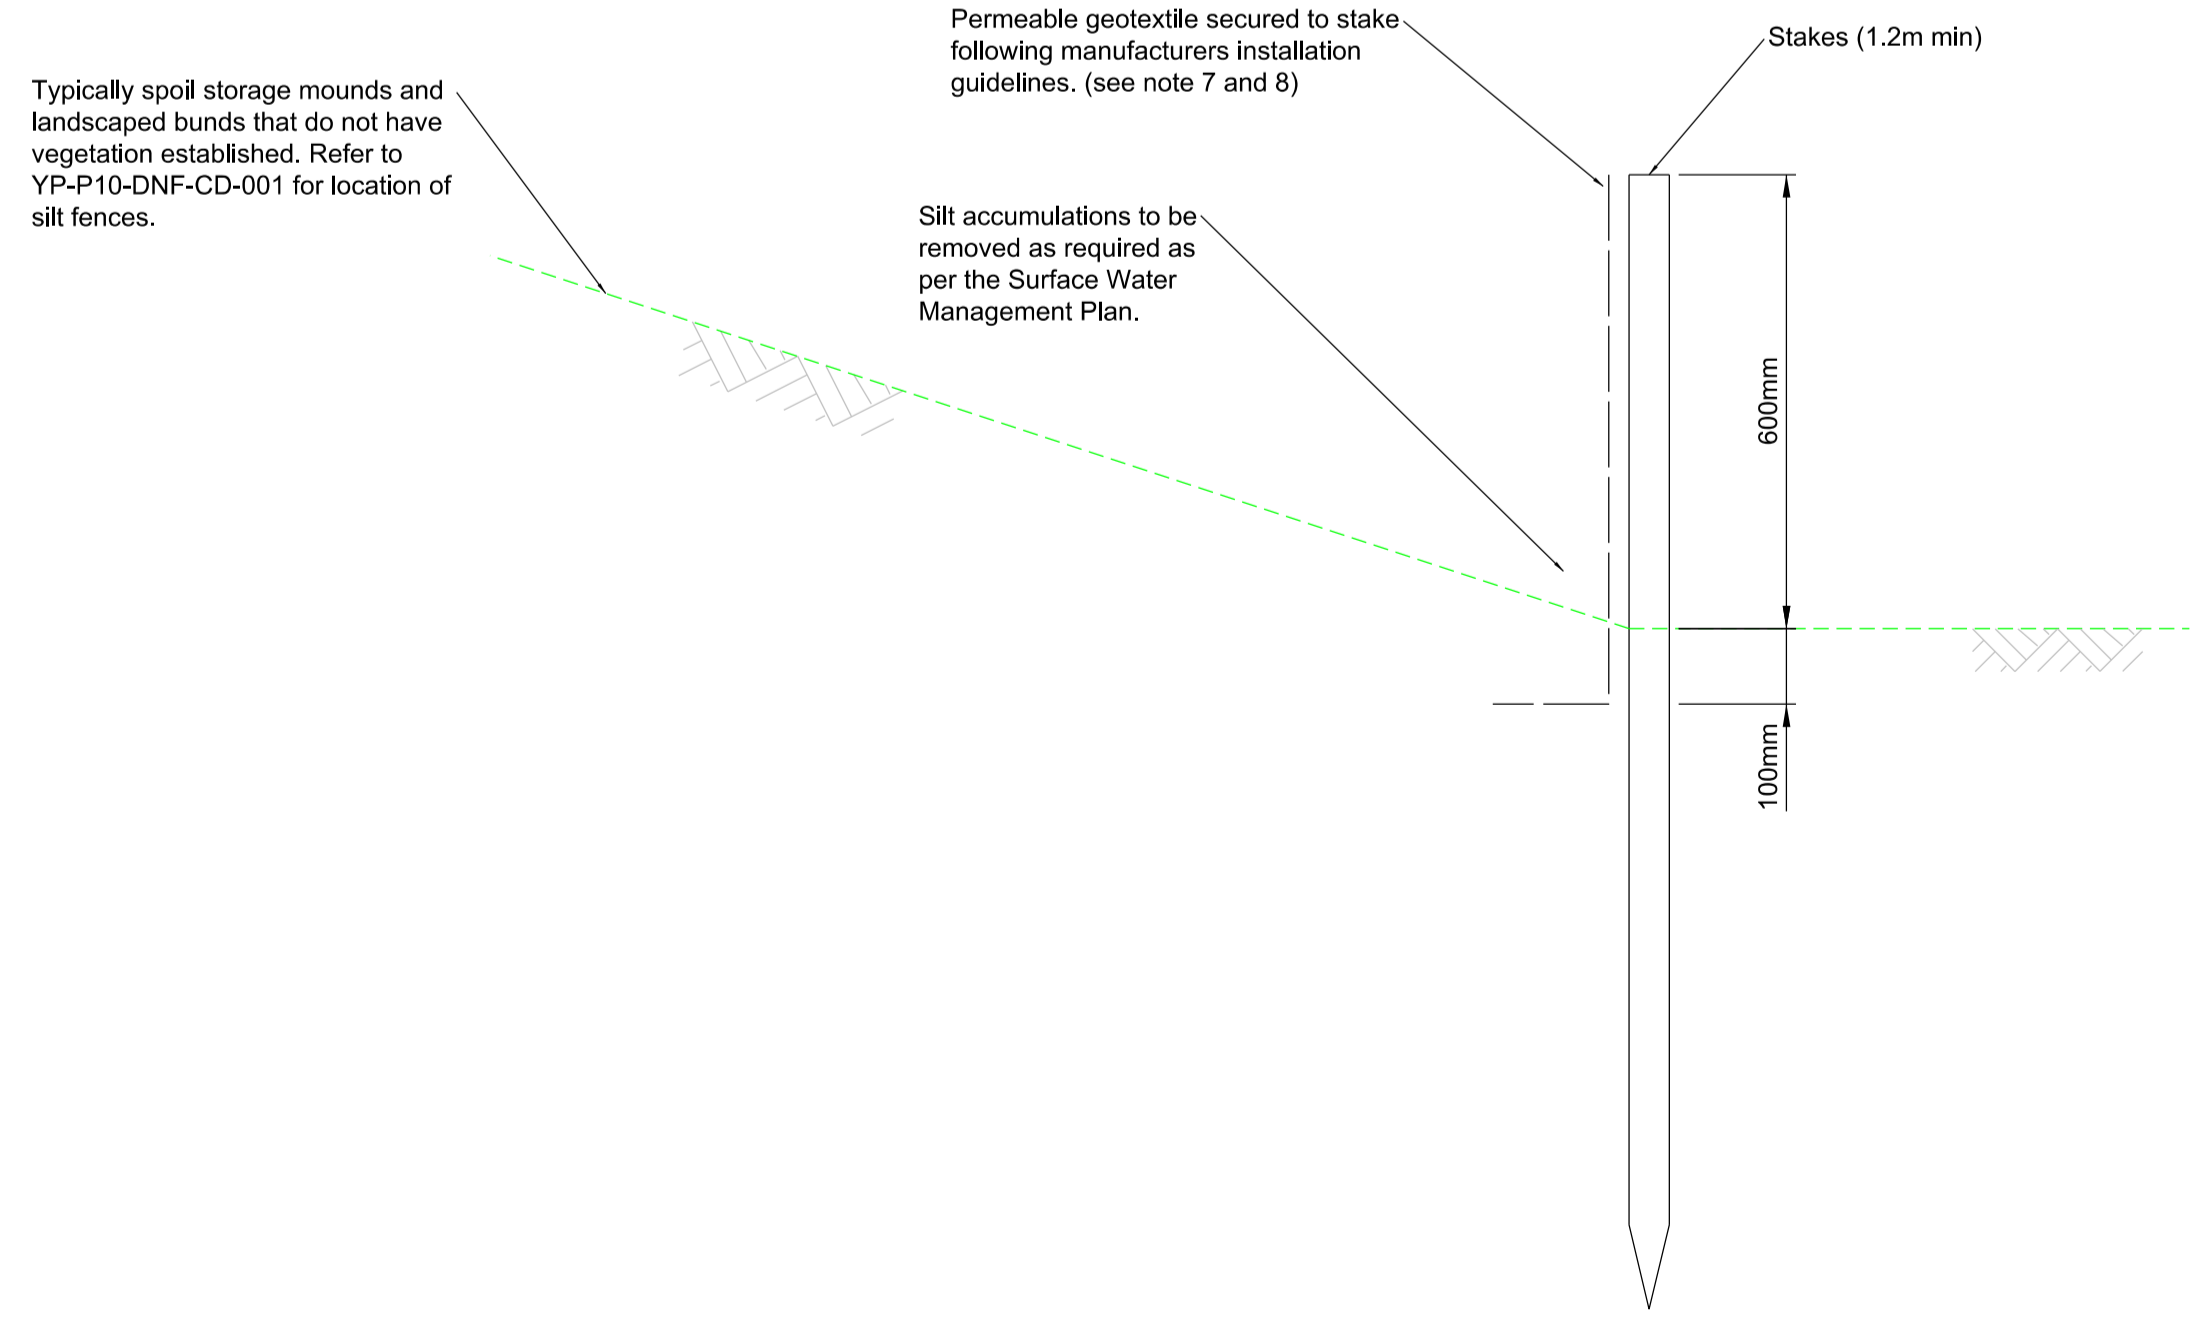 Permeable geotextile secured to stake
following manufacturers installation
guidelines. (see note 7 and 8)
Stakes (1.2m min)
Typically spoil storage mounds and
landscaped bunds that do not have
vegetation established. Refer to
YP-P10-DNF-CD-001 for location of
silt fences.
Silt accumulations to be
removed as required as
per the Surface Water
Management Plan.
600mm
100mm